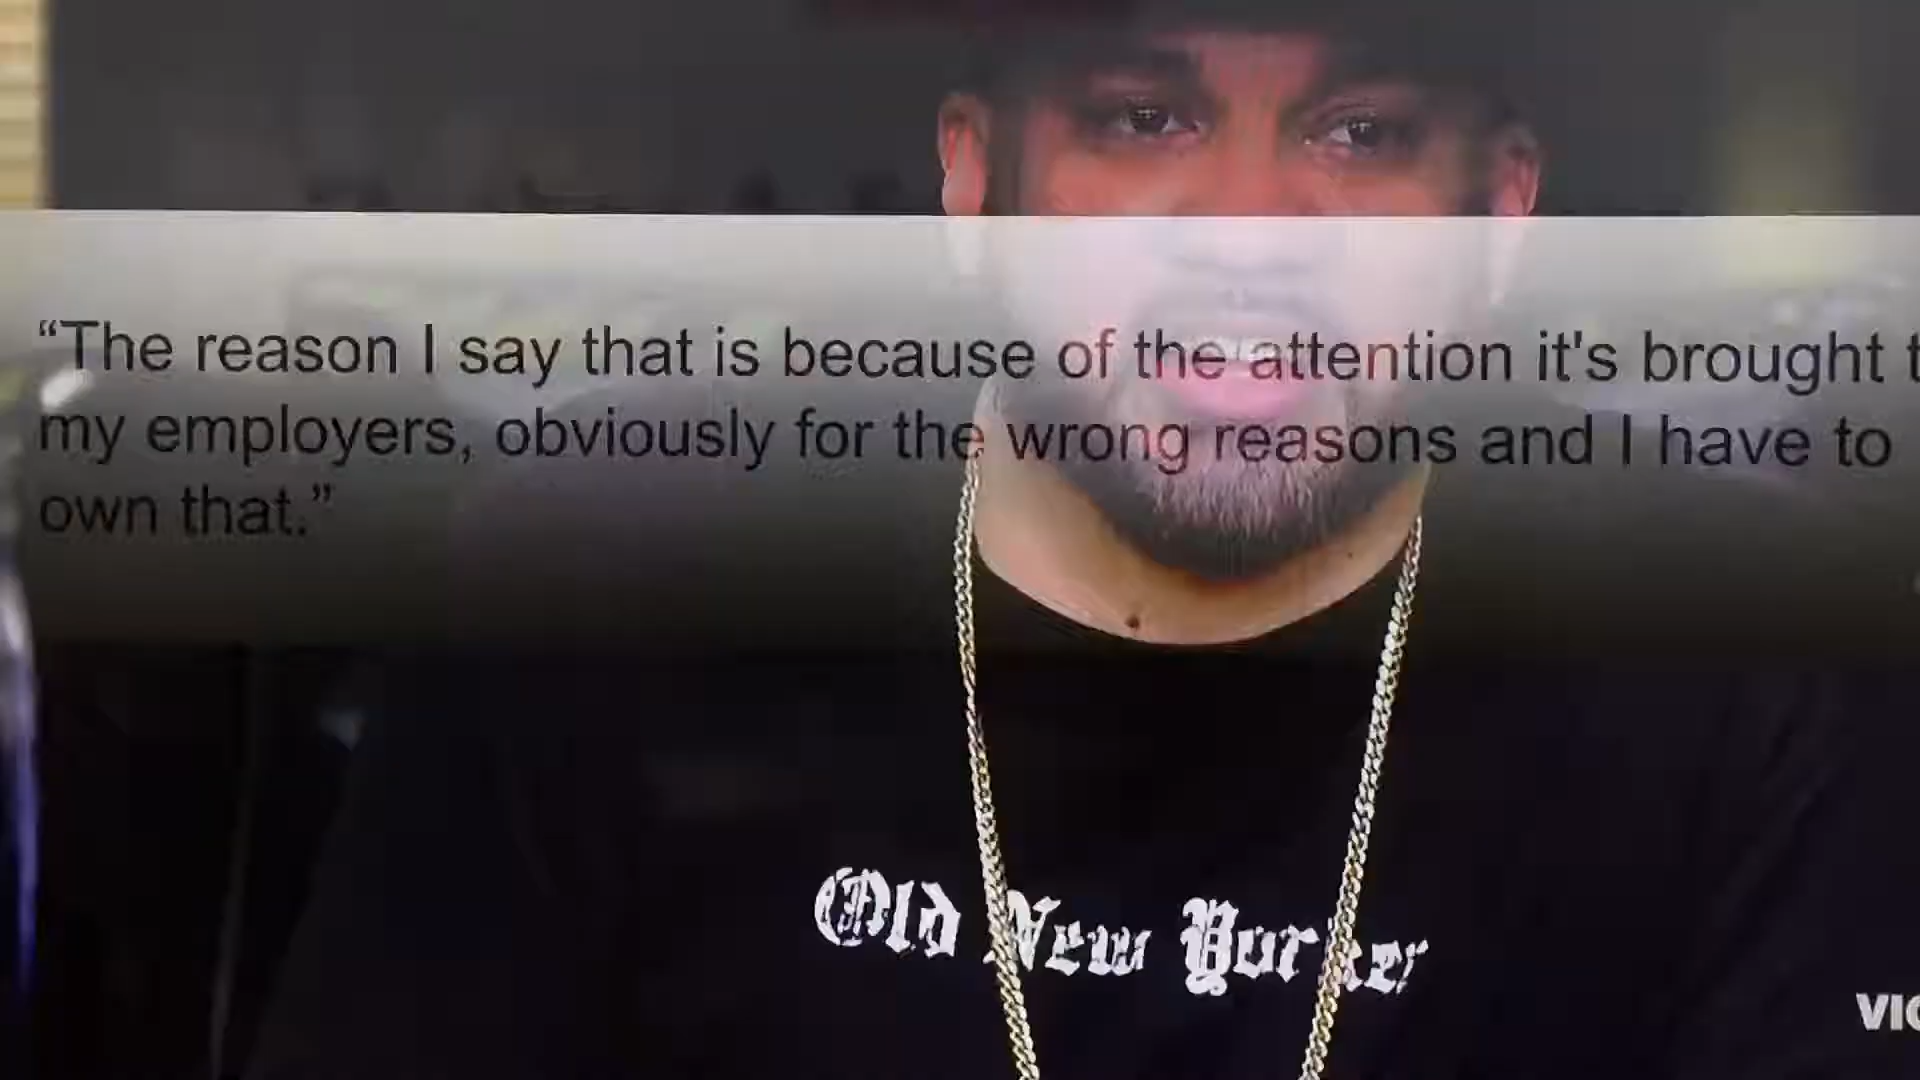 “The reason I say that is because of the attention it's brought t
my employers, obviously for the wrong reasons and I have to
own that.”
Old New Yorker
VIC